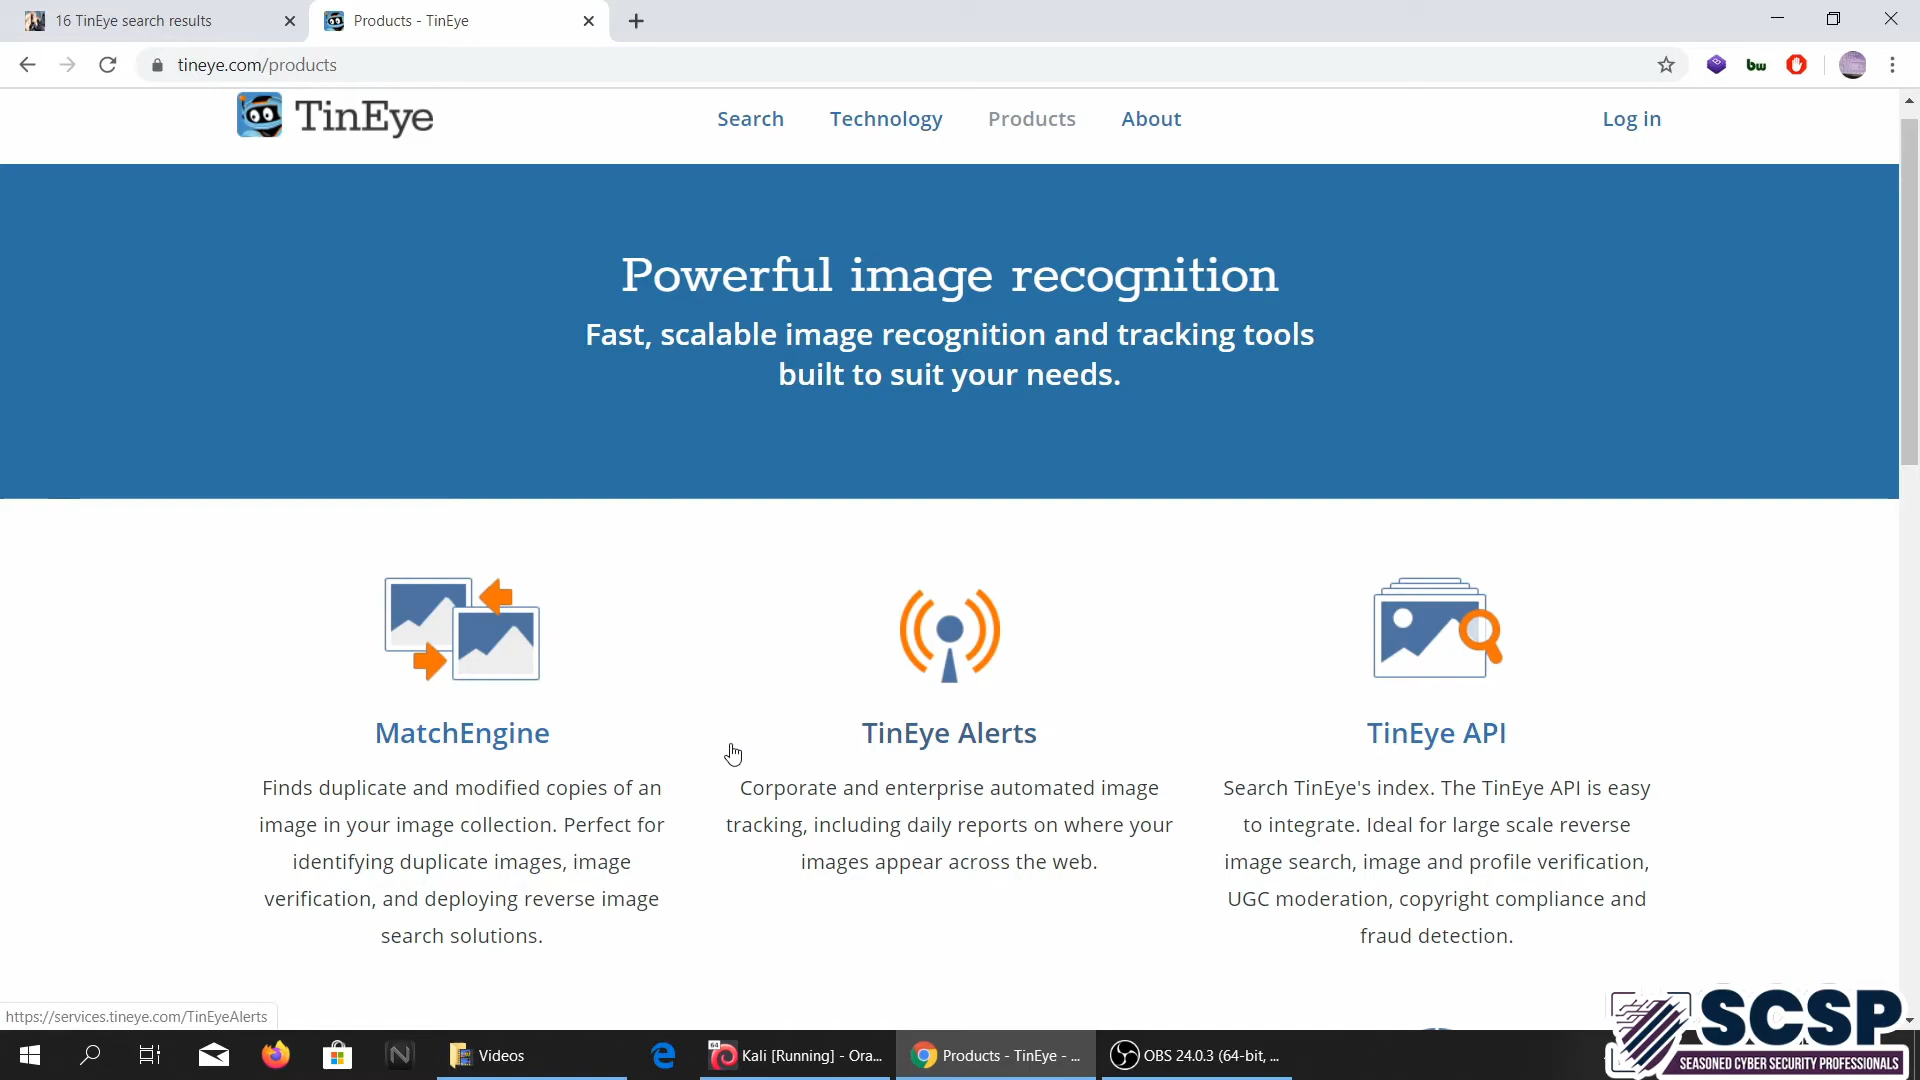 16 TinEye search results
Products - TinEye
tineye.com/products
bw
TinEye
Search
Technology
Products
About
Log in
Powerful image recognition
Fast, scalable image recognition and tracking tools
built to suit your needs.
MatchEngine
Finds duplicate and modified copies of an
image in your image collection. Perfect for
identifying duplicate images, image
verification, and deploying reverse image
search solutions.
TinEye Alerts
Corporate and enterprise automated image
tracking, including daily reports on where your
images appear across the web.
TinEye API
Search TinEye's index. The TinEye API is easy
to integrate. Ideal for large scale reverse
image search, image and profile verification,
UGC moderation, copyright compliance and
fraud detection.
https://services.tineye.com/TinEyeAlerts
N
Videos
64
Kali [Running] - Ora...
Products - TinEye - ...
OBS 24.0.3 (64-bit, ...
SCSP
SEASONED CYBER SECURITY PROFESSIONALS